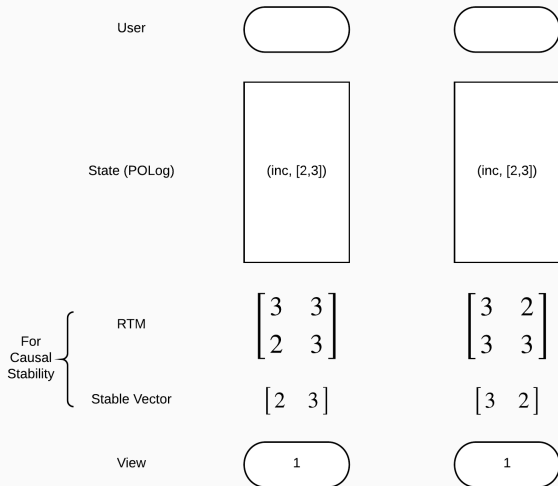 User
State (POLog)
(inc, [2,3])
(inc, [2,3])
For
Causal
Stability
RTM
[3 3
2 3]
[3 2
3 3]
Stable Vector
[2 3]
[3 2]
View
1
1